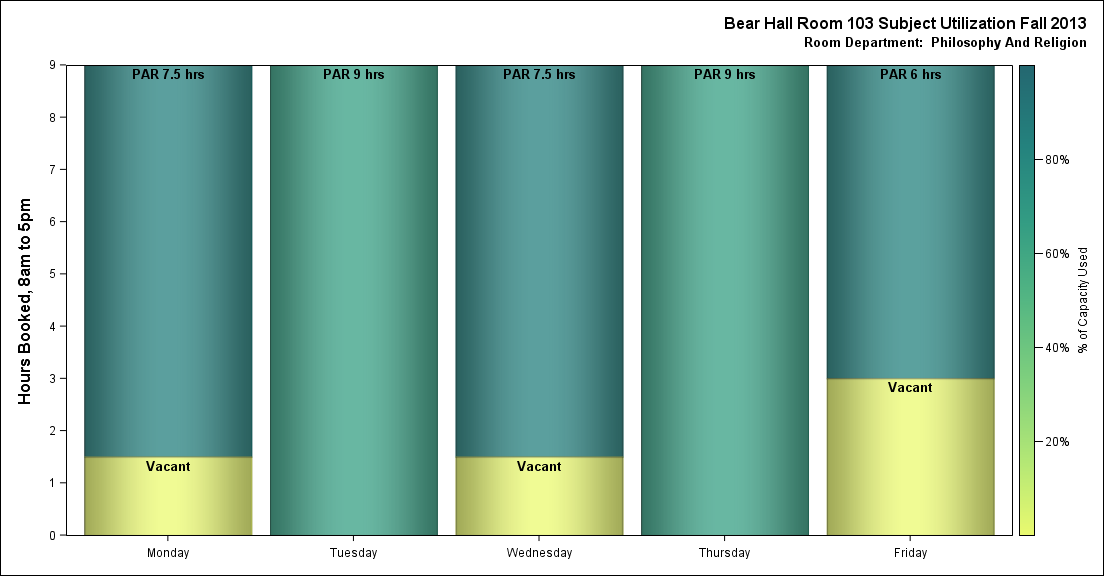 Bear Hall Room 103 Subject Utilization Fall 2013
Room Department:  Philosophy And Religion
Hours Booked, 8am to 5pm
9
8
7
6
5
4
3
2
1
0
PAR 7.5 hrs
PAR 9 hrs
PAR 7.5 hrs
PAR 9 hrs
PAR 6 hrs
Vacant
Vacant
Vacant
Monday
Tuesday
Wednesday
Thursday
Friday
80%
60%
40%
20%
% of Capacity Used